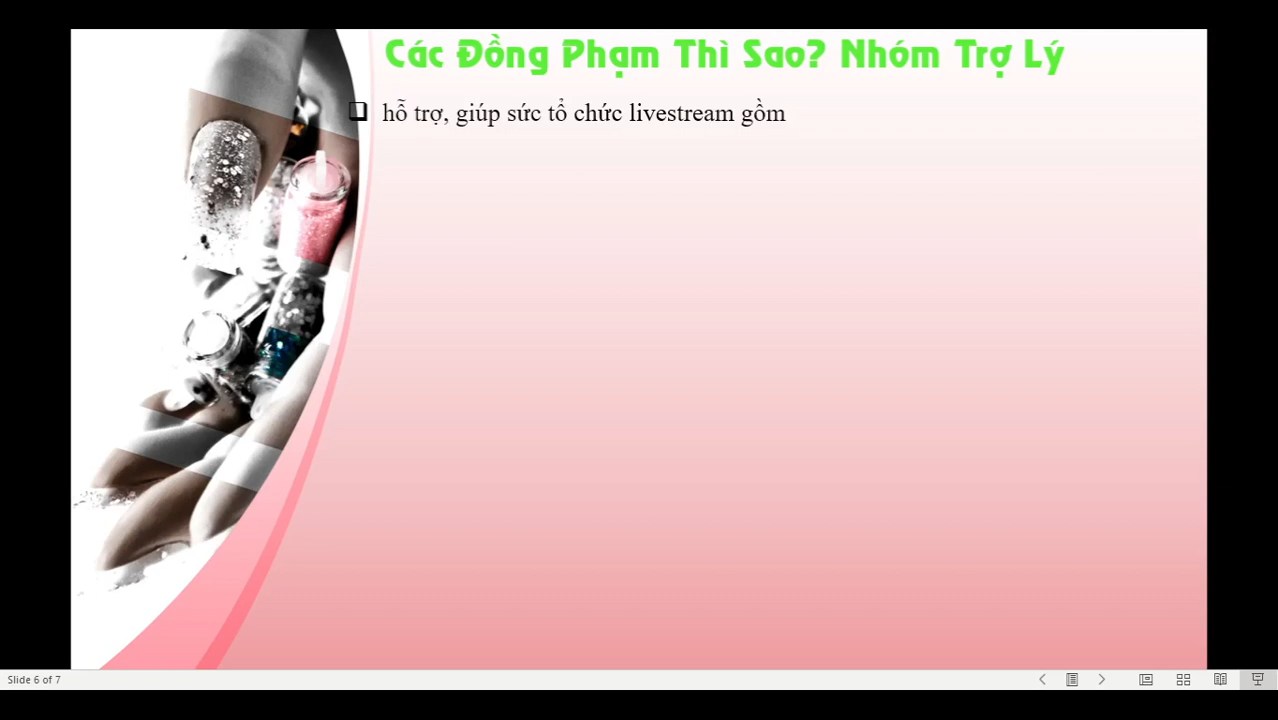 Các Đồng Phạm Thì Sao? Nhóm Trợ Lý
hỗ trợ, giúp sức tổ chức livestream gồm
Slide 6 of 7